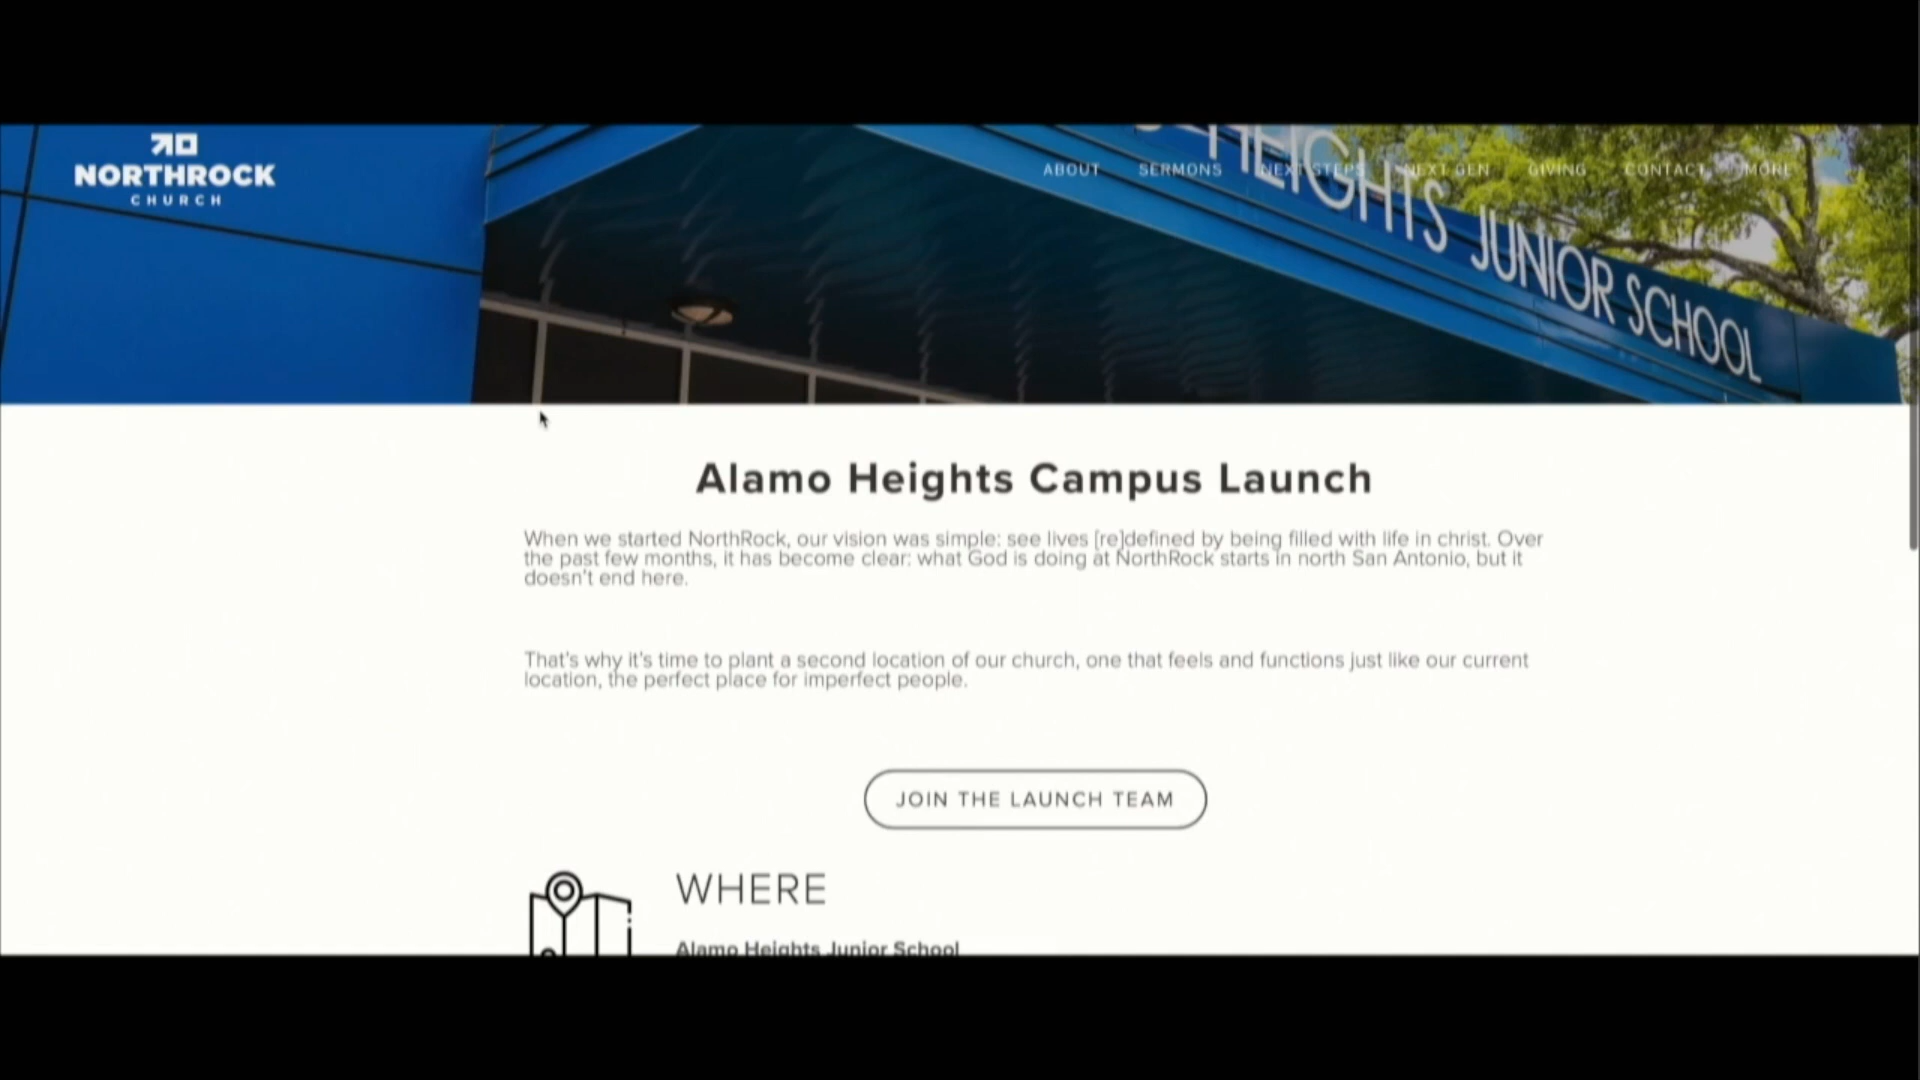 NORTHROCK
CHURCH
ABOUT SERMONS NEXT STEPS NEXT GEN GIVING CONTACT MORE
HEIGHTS JUNIOR SCHOOL
Alamo Heights Campus Launch
When we started NorthRock, our vision was simple: see lives [re]defined by being filled with life in christ. Over
the past few months, it has become clear: what God is doing at NorthRock starts in north San Antonio, but it
doesn't end here.
That's why it's time to plant a second location of our church, one that feels and functions just like our current
location, the perfect place for imperfect people.
JOIN THE LAUNCH TEAM
WHERE
Alamo Heights Junior School